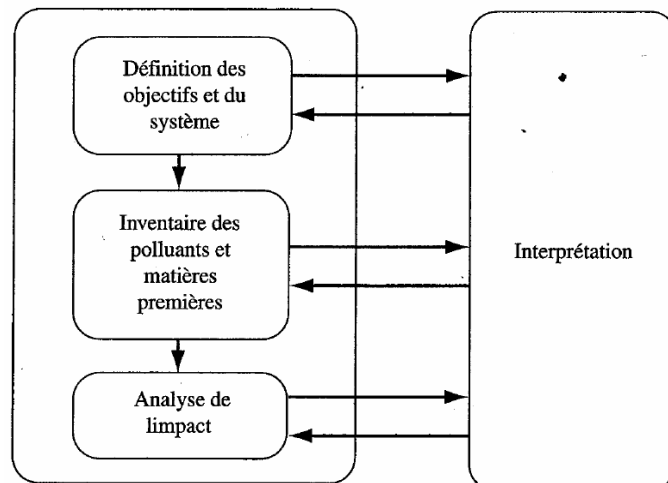 Définition des
objectifs et du
système
Inventaire des
polluants et
matières
premières
Interprétation
Analyse de
limpact